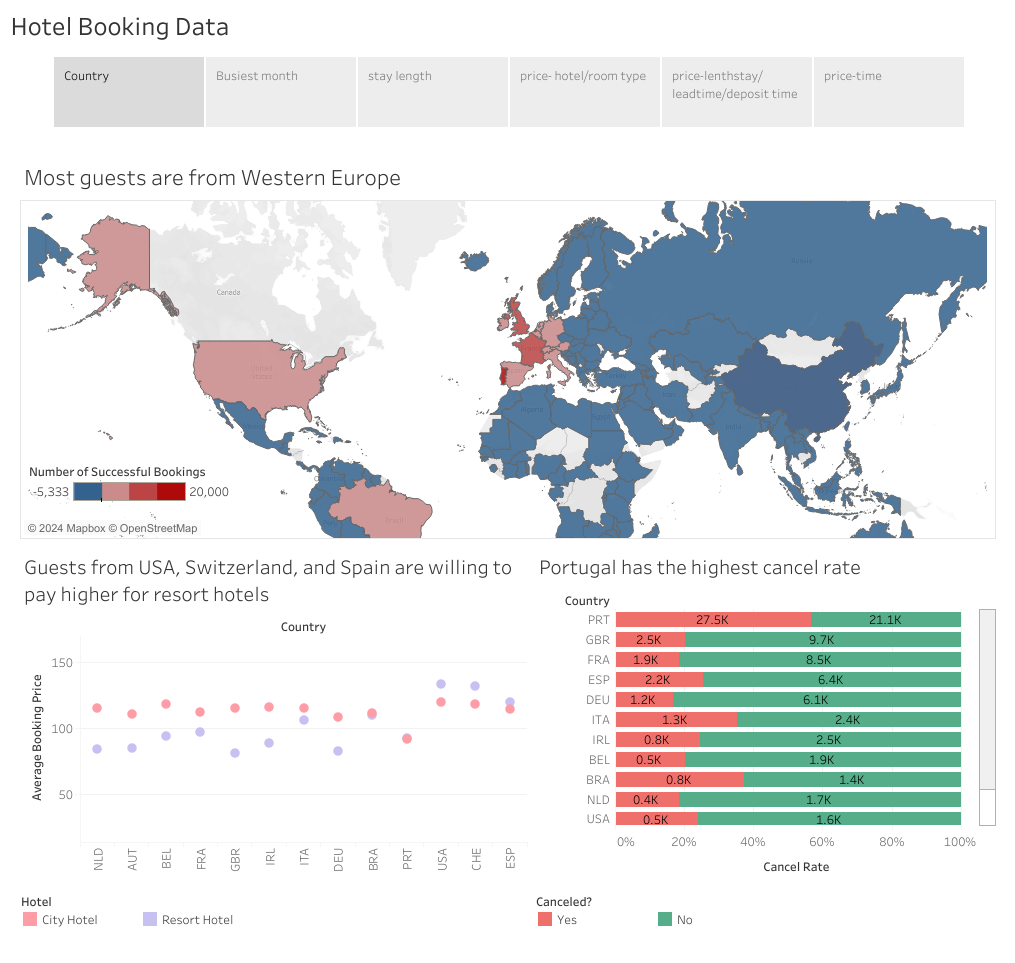 Hotel Booking Data
Country
Busiest month
stay length
price- hotel/room type
price-lenthstay/
leadtime/deposit time
price-time
Most guests are from Western Europe
Canada
United
States
Russia
Algeria
Iran
India
Brazil
Number of Successful Bookings
-5,333
20,000
© 2024 Mapbox © OpenStreetMap
Guests from USA, Switzerland, and Spain are willing to
pay higher for resort hotels
Country
150
100
50
Average Booking Price
NLD
AUT
BEL
FRA
GBR
IRL
ITA
DEU
BRA
PRT
USA
CHE
ESP
Hotel
City Hotel
Resort Hotel
Portugal has the highest cancel rate
Country
PRT 27.5K 21.1K
GBR 2.5K 9.7K
FRA 1.9K 8.5K
ESP 2.2K 6.4K
DEU 1.2K 6.1K
ITA 1.3K 2.4K
IRL 0.8K 2.5K
BEL 0.5K 1.9K
BRA 0.8K 1.4K
NLD 0.4K 1.7K
USA 0.5K 1.6K
0% 20% 40% 60% 80% 100%
Cancel Rate
Canceled?
Yes
No